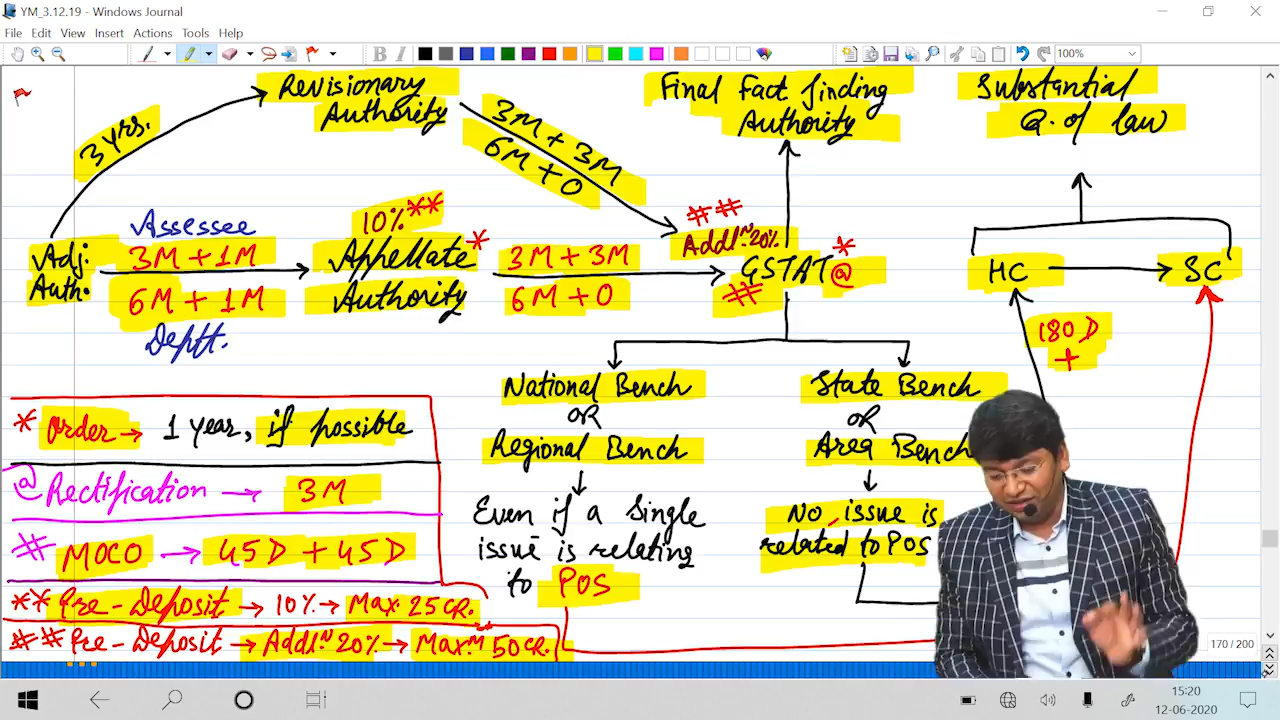 YM_3.12.19 - Windows Journal
File Edit View Insert Actions Tools Help
100%
Revisionary
Authority
Final Fact finding
Authority
Substantial
Q. of law
3 yrs.
3M + 3M
6M + 0
Assessee
10%**
##
Addl.N 20%
Adj.
Auth.
3M + 1M
6M + 1M
Deptt.
Appellate*
Authority
3M + 3M
6M + 0
GSTAT*@
##
HC
SC
180 D
+
National Bench
OR
Regional Bench
State Bench
OR
Area Bench
Even if a single
issue is relating
to POS
No, issue is
related to POS
* Order → 1 year, if possible
@ Rectification → 3M
# MOCO → 45D + 45D
** Pre-Deposit → 10% → Max. 25 CR.
## Pre-Deposit → Addl.N 20% → Max.M 50 CR.
170 / 200
15:20
12-06-2020